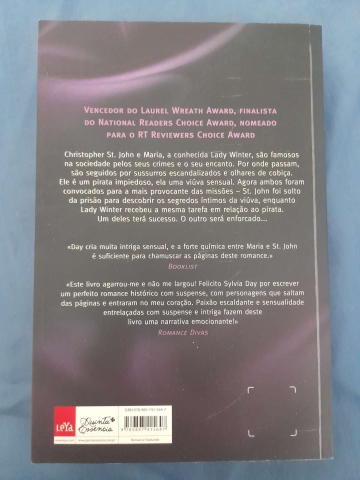 Vencedor do Laurel Wreath Award, finalista
do National Readers Choice Award, nomeado
para o RT Reviewers Choice Award
Christopher St. John e Maria, a conhecida Lady Winter, são famosos
na sociedade pelos seus crimes e o seu encanto. Por onde passam,
são seguidos por sussurros escandalizados e olhares de cobiça.
Ele é um pirata impiedoso, ela uma viúva sensual. Agora ambos foram
convocados para a mais provocante das missões – St. John foi solto
da prisão para descobrir os segredos íntimos da viúva, enquanto
Lady Winter recebeu a mesma tarefa em relação ao pirata.
Um deles terá sucesso. O outro será enforcado...
«Day cria muita intriga sensual, e a forte química entre Maria e St. John
é suficiente para chamuscar as páginas deste romance.»
Booklist
«Este livro agarrou-me e não me largou! Felicito Sylvia Day por escrever
um perfeito romance histórico com suspense, com personagens que saltam
das páginas e entraram no meu coração. Paixão escaldante e sensualidade
entrelaçadas com suspense e intriga fazem deste
livro uma narrativa emocionante!»
Romance Divas
LeYa
Quinta
Essência